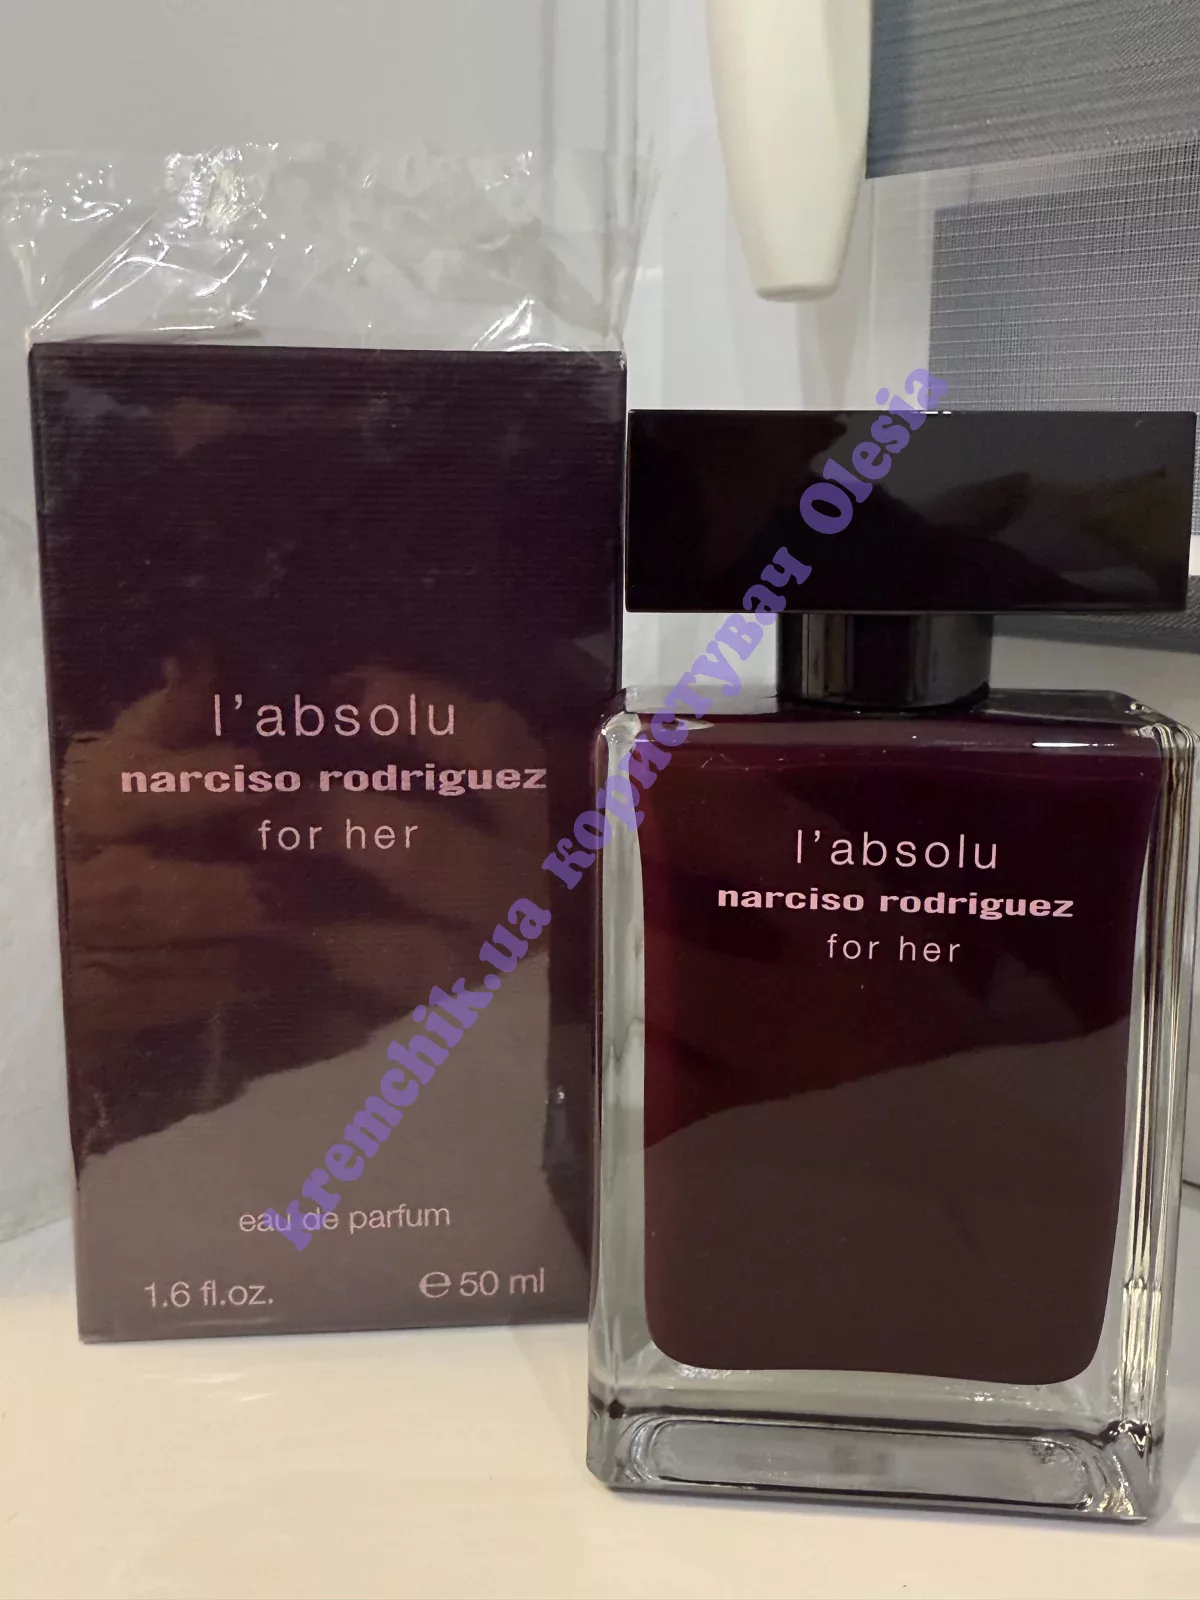 l’absolu
narciso rodriguez
for her
eau de parfum
1.6 fl.oz.
℮ 50 ml
l’absolu
narciso rodriguez
for her
kremchik.ua користувач Olesia